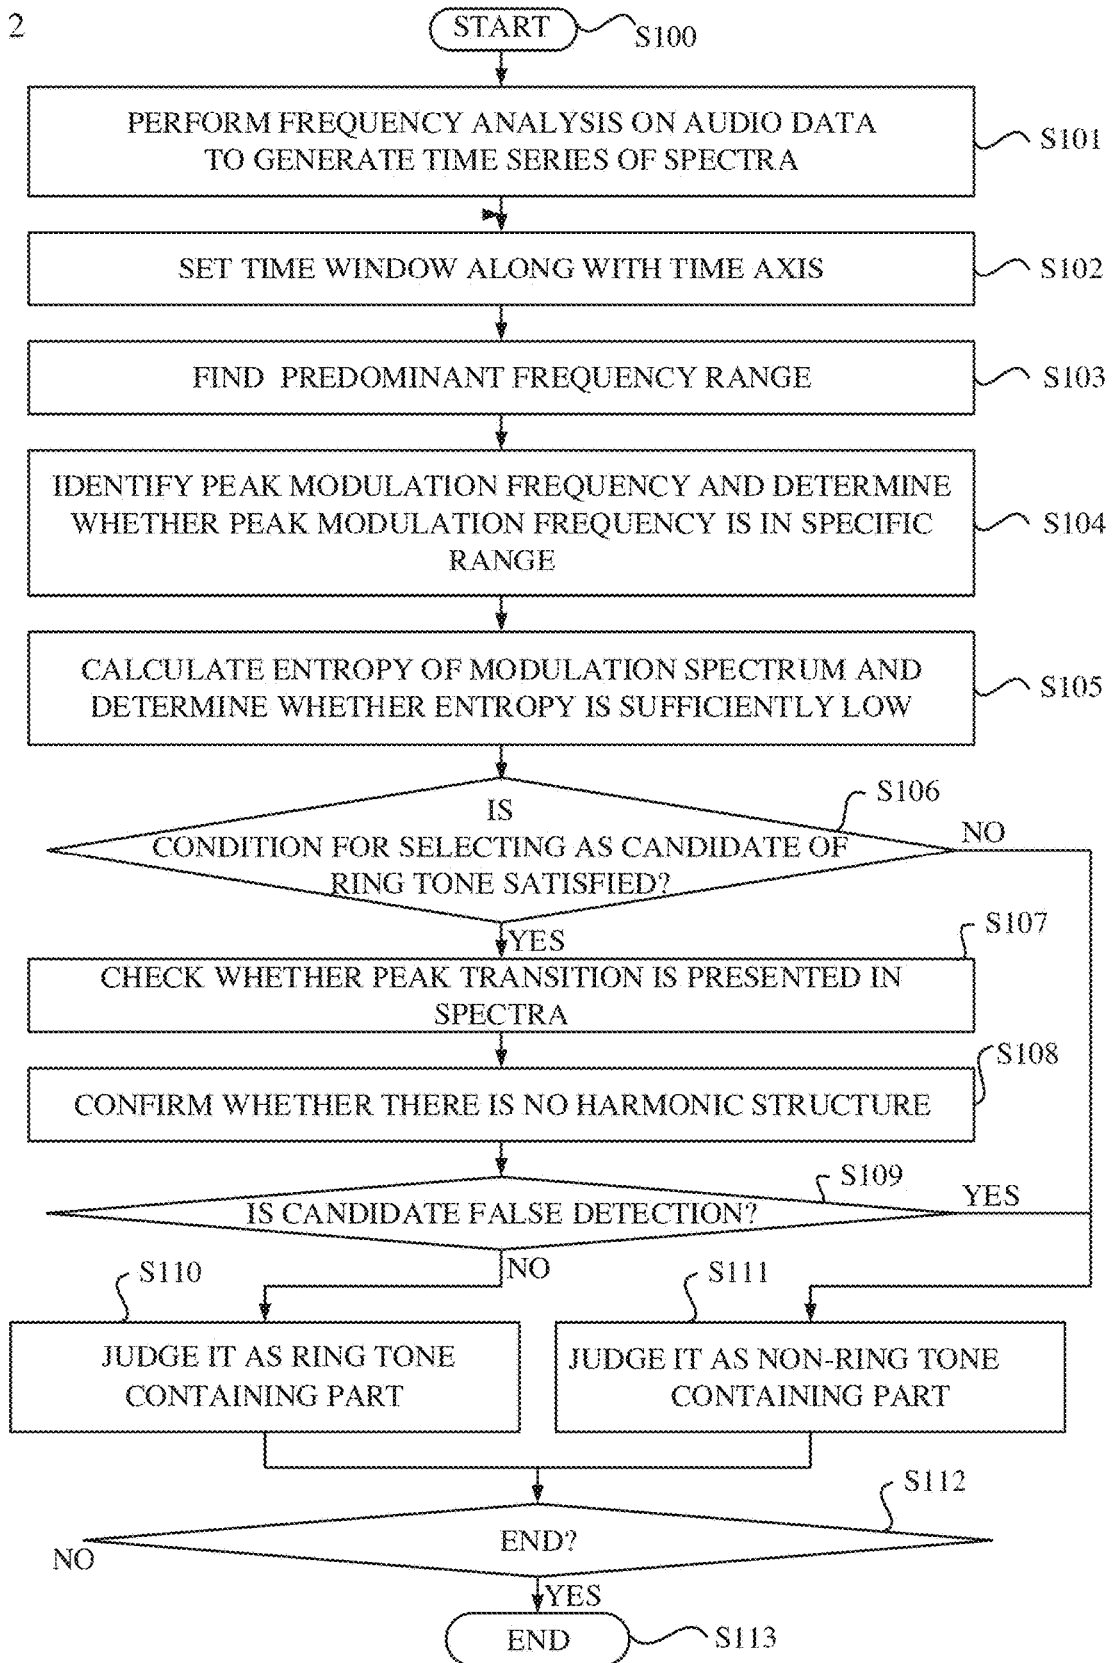 2
START
S100
PERFORM FREQUENCY ANALYSIS ON AUDIO DATA
TO GENERATE TIME SERIES OF SPECTRA
S101
SET TIME WINDOW ALONG WITH TIME AXIS
S102
FIND PREDOMINANT FREQUENCY RANGE
S103
IDENTIFY PEAK MODULATION FREQUENCY AND DETERMINE
WHETHER PEAK MODULATION FREQUENCY IS IN SPECIFIC
RANGE
S104
CALCULATE ENTROPY OF MODULATION SPECTRUM AND
DETERMINE WHETHER ENTROPY IS SUFFICIENTLY LOW
S105
IS
CONDITION FOR SELECTING AS CANDIDATE OF
RING TONE SATISFIED?
S106
NO
YES
S107
CHECK WHETHER PEAK TRANSITION IS PRESENTED IN
SPECTRA
S108
CONFIRM WHETHER THERE IS NO HARMONIC STRUCTURE
S109
IS CANDIDATE FALSE DETECTION?
YES
NO
S110
JUDGE IT AS RING TONE
CONTAINING PART
S111
JUDGE IT AS NON-RING TONE
CONTAINING PART
S112
END?
NO
YES
END
S113